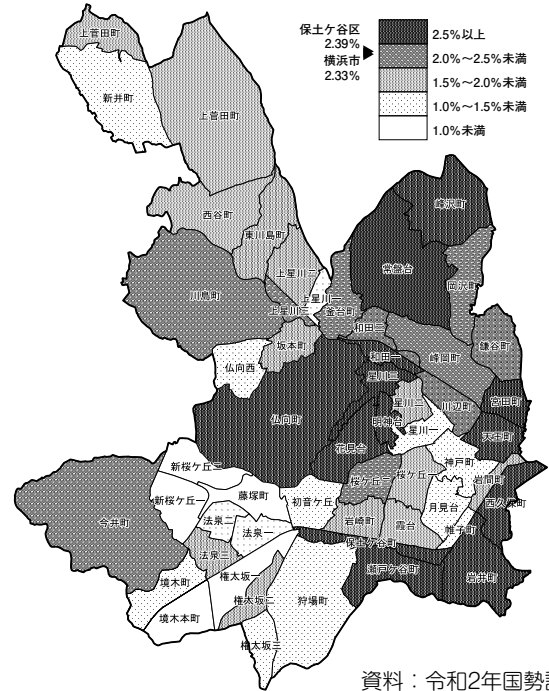 保土ケ谷区
2.39%
横浜市
2.33%
2.5%以上
2.0%〜2.5%未満
1.5%〜2.0%未満
1.0%〜1.5%未満
1.0%未満
上菅田町
新井町
上菅田町
峰沢町
西谷町
東川島町
常盤台
上星川二
岡沢町
川島町
上星川一
上星川三
釜台町
和田二
鎌谷町
坂本町
和田一
峰岡町
仏向西
星川三
宮田町
星川二
川辺町
仏向町
明神台
星川一
天王町
花見台
神戸町
新桜ケ丘二
桜ケ丘二
桜ケ丘一
岩間町
西久保町
新桜ケ丘一
藤塚町
初音ケ丘
月見台
今井町
法泉二
法泉一
岩崎町
霞台
帷子町
法泉三
保土ケ谷町
権太坂一
瀬戸ケ谷町
岩井町
境木町
権太坂二
狩場町
境木本町
権太坂三
資料：令和2年国勢